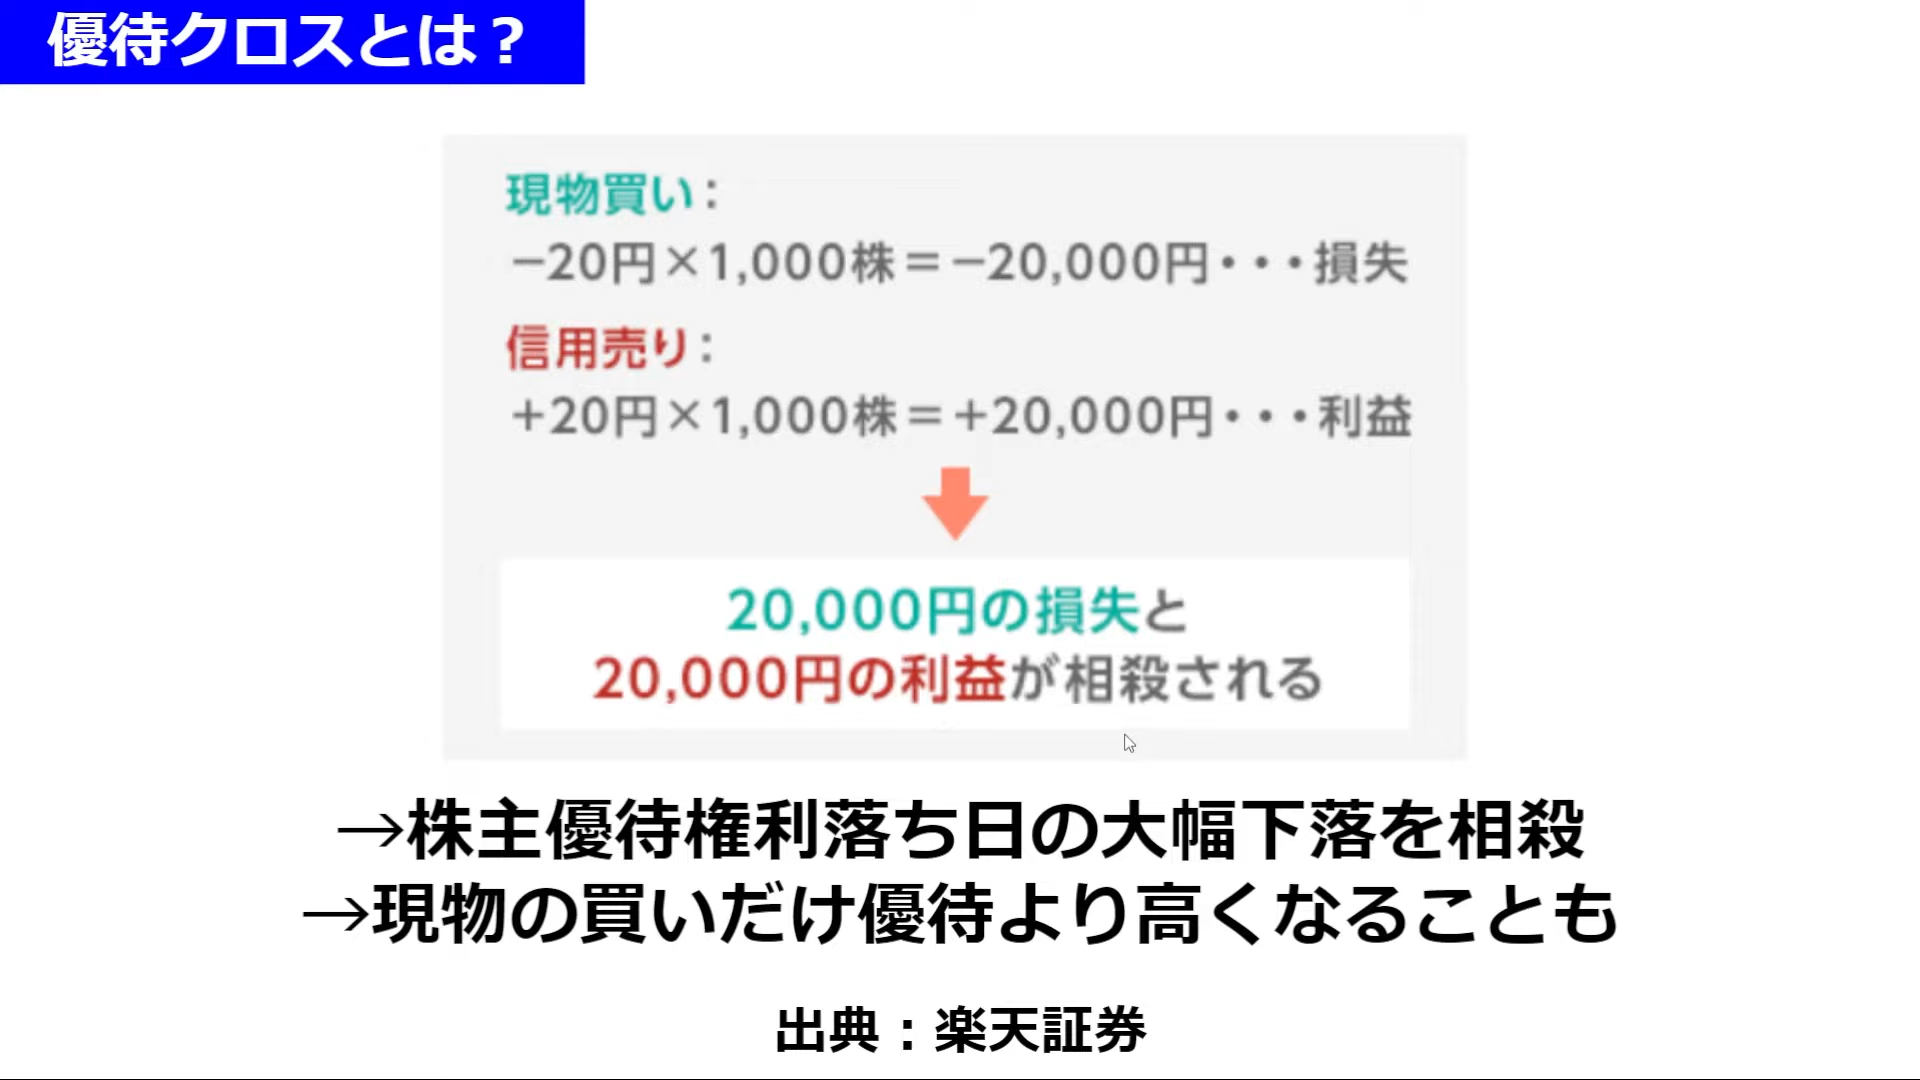 優待クロスとは？
現物買い：
−20円×1,000株＝−20,000円・・・損失
信用売り：
＋20円×1,000株＝＋20,000円・・・利益
20,000円の損失と
20,000円の利益が相殺される
→株主優待権利落ち日の大幅下落を相殺
→現物の買いだけ優待より高くなることも
出典：楽天証券